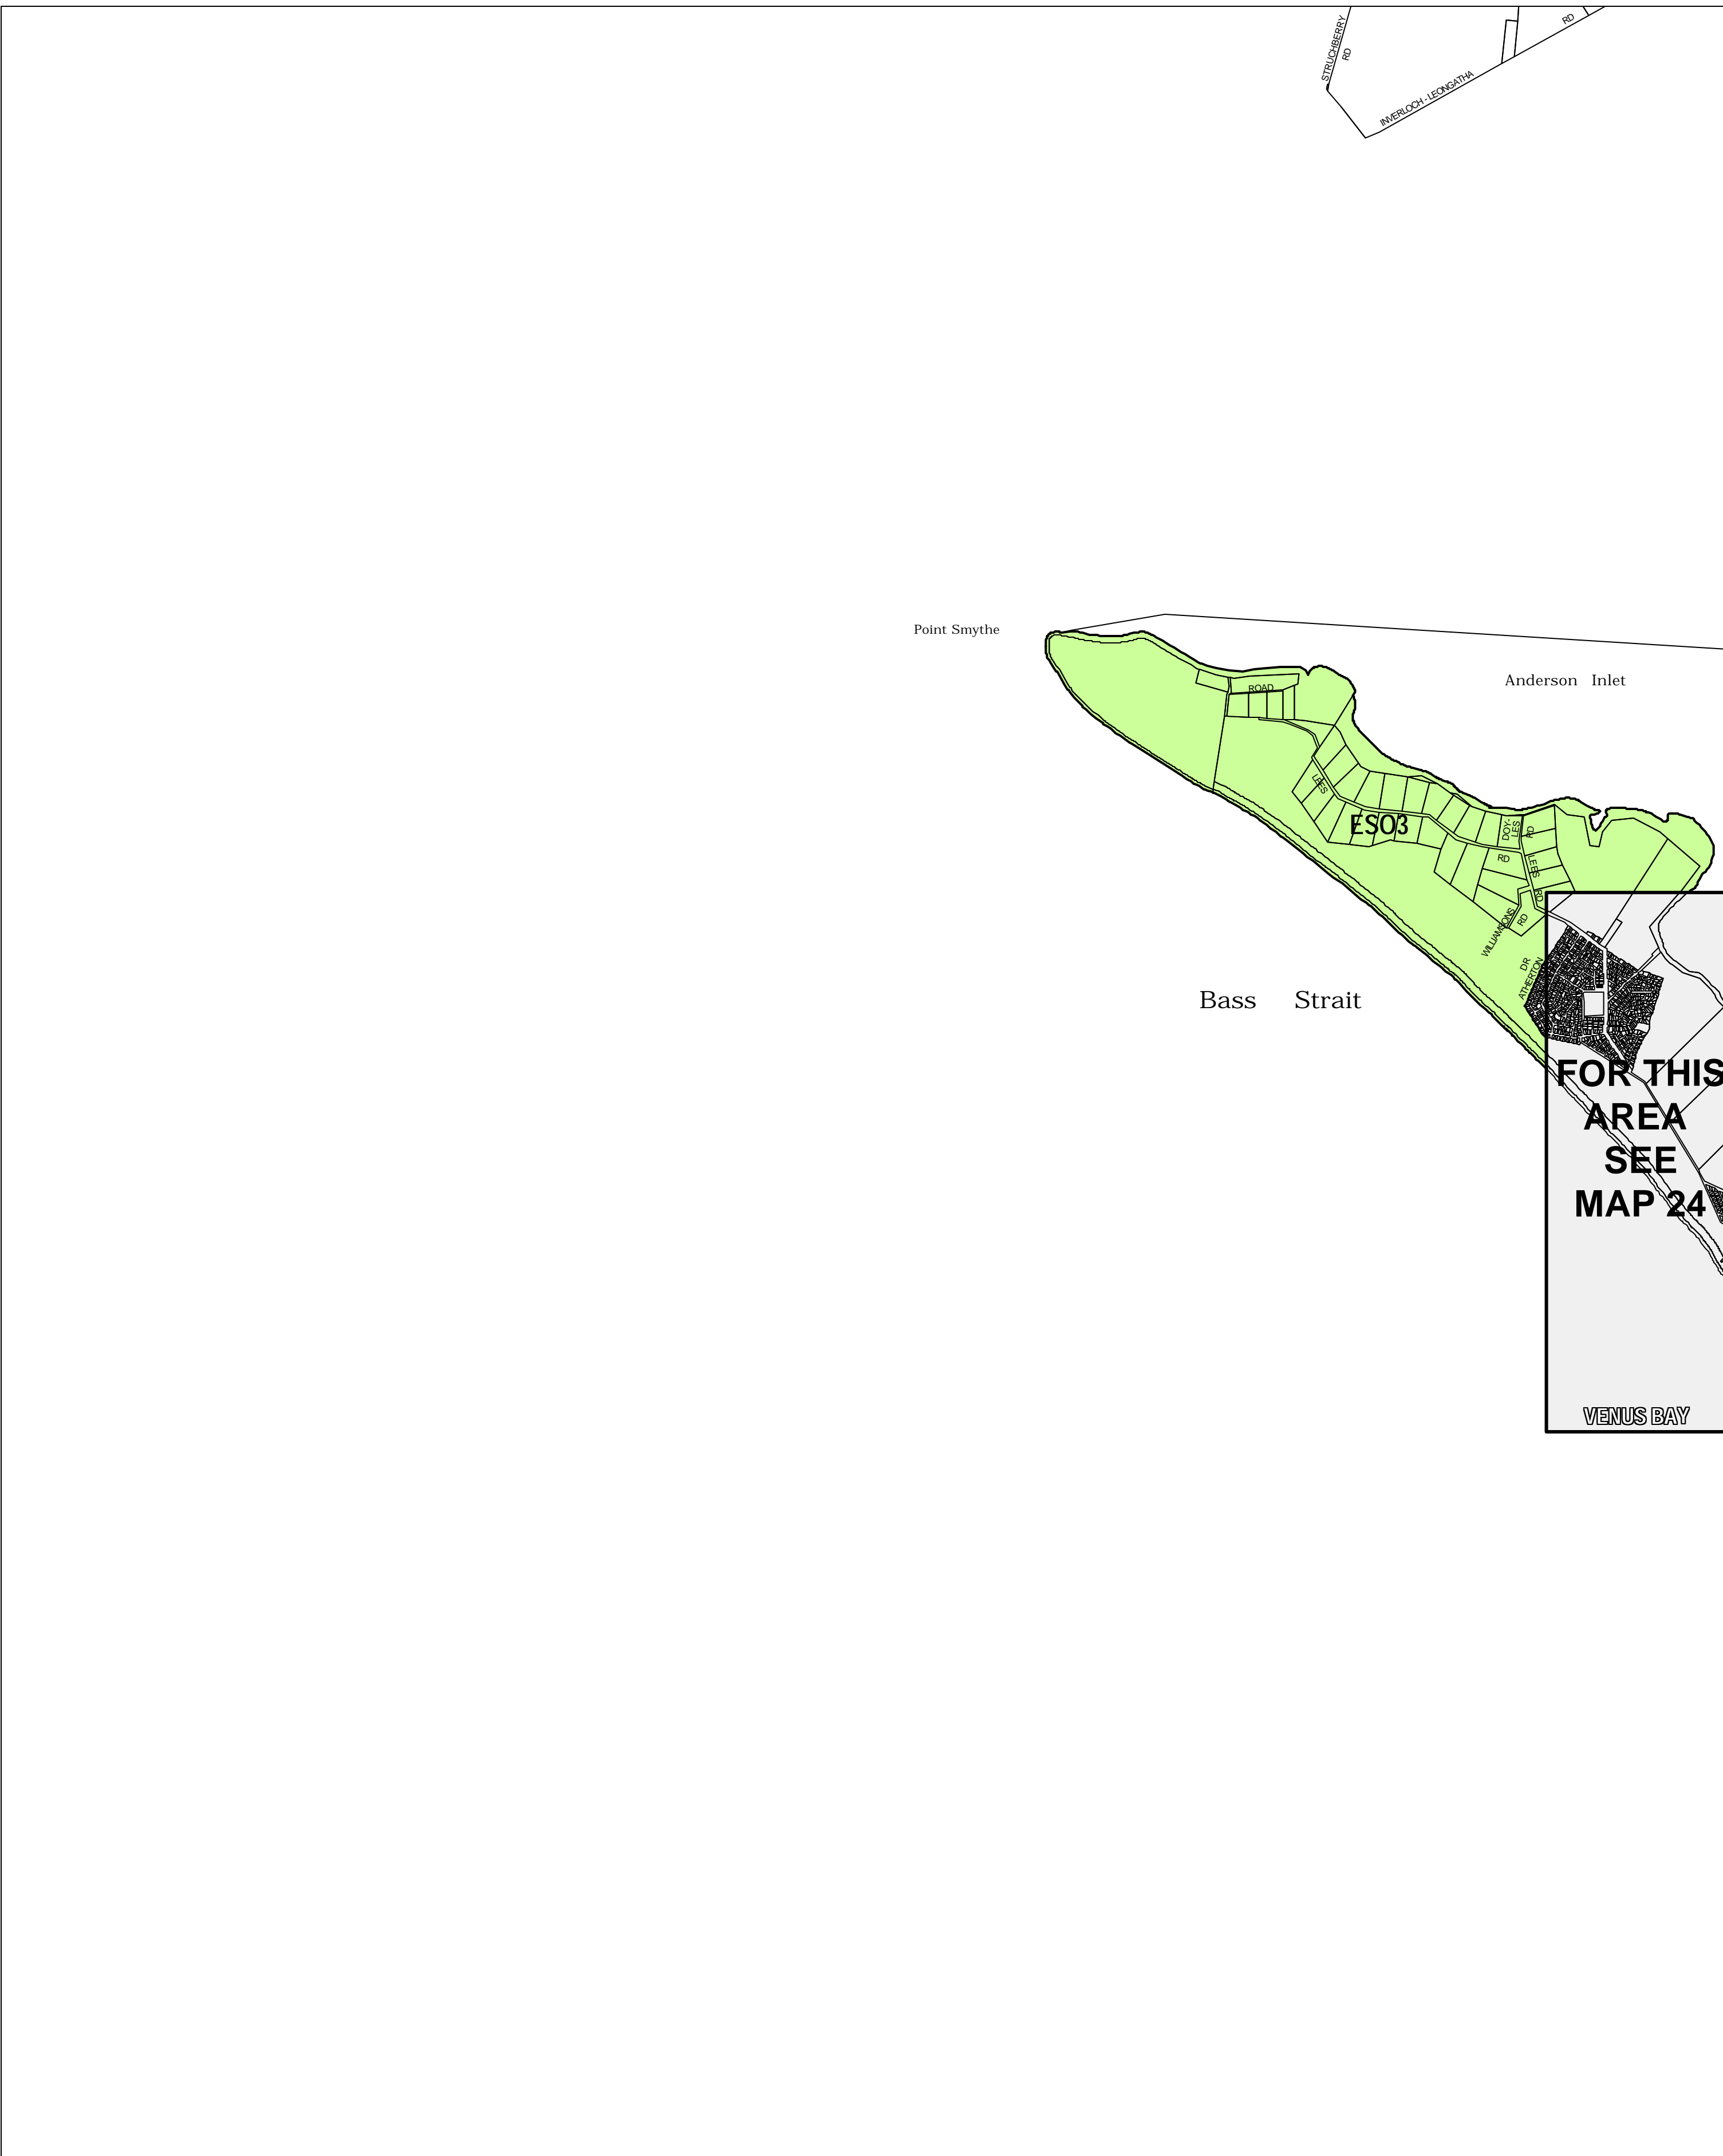 STRUCHBERRY
RD
INVERLOCH - LEONGATHA
RD
Point Smythe
Anderson Inlet
ROAD
LEES
ESO3
DOY-
LES
RD
RD
LEES
RD
WILLIAMSONS
RD
DR
ATHERTON
Bass Strait
FOR THIS
AREA
SEE
MAP 24
VENUS BAY